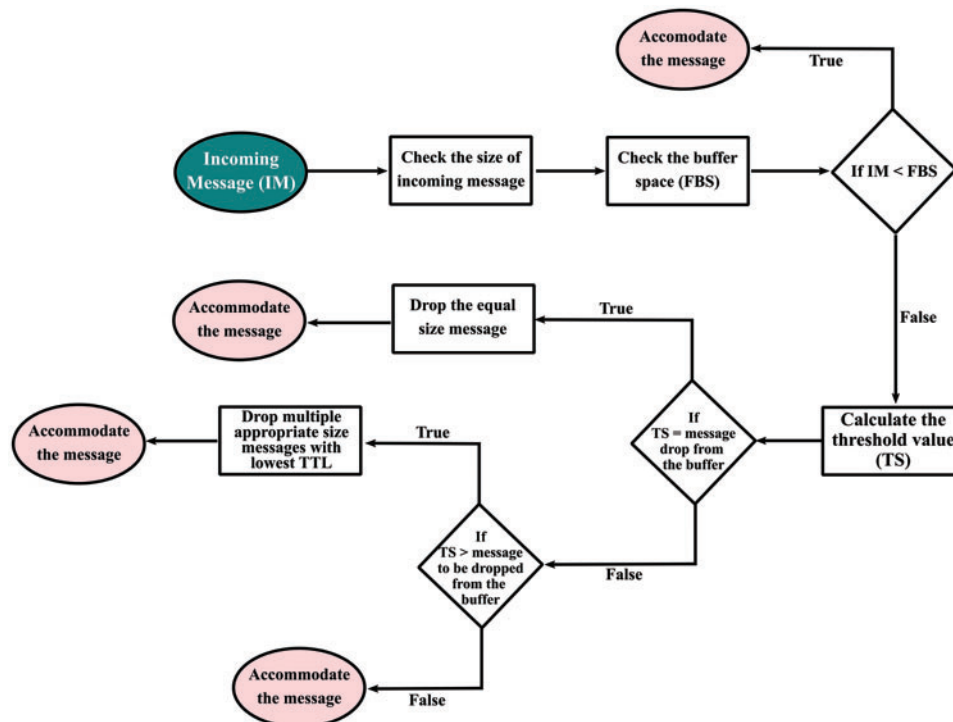 Accomodate
the message
True
Incoming
Message (IM)
Check the size of
incoming message
Check the buffer
space (FBS)
If IM < FBS
False
Accommodate
the message
Drop the equal
size message
True
Calculate the
threshold value
(TS)
If
TS = message
drop from
the buffer
Accommodate
the message
Drop multiple
appropriate size
messages with
lowest TTL
True
False
If
TS > message
to be dropped
from the
buffer
Accommodate
the message
False